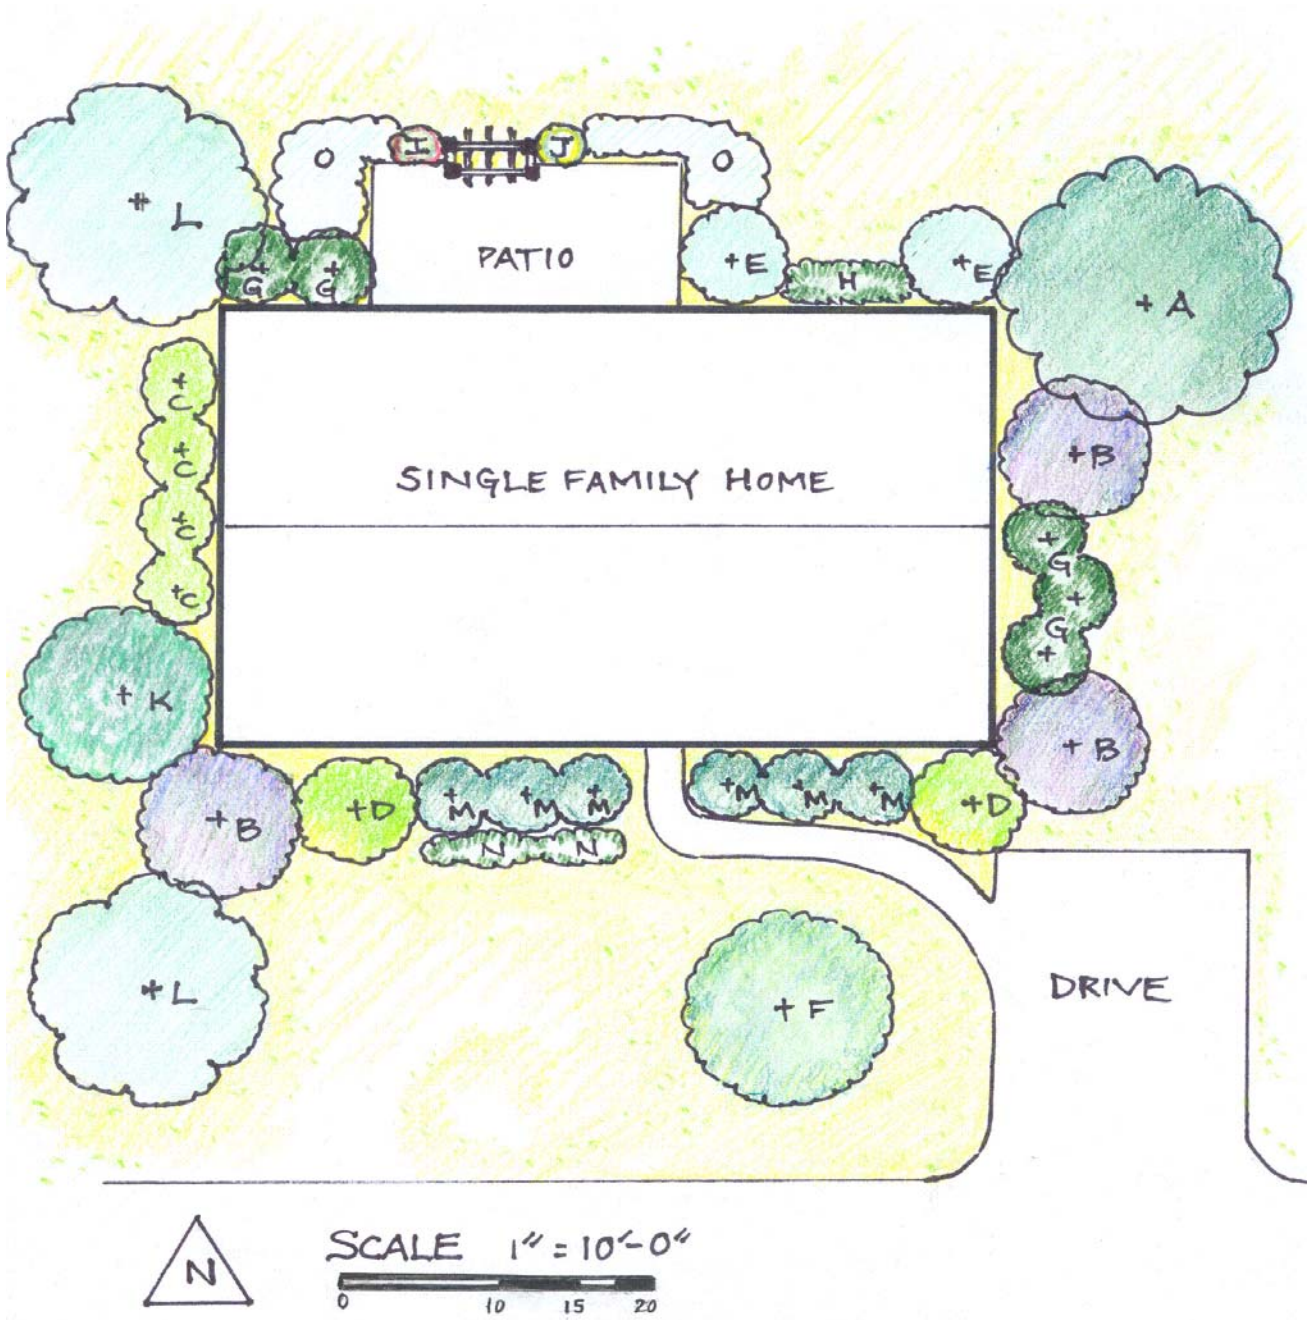 I J
O O
L
PATIO E H E
G G
A
C
B
C
SINGLE FAMILY HOME
C
G
C
G
K
B
M M M M M M D
D
B
N N
L DRIVE
F
N
SCALE 1" = 10'-0"
0 10 15 20